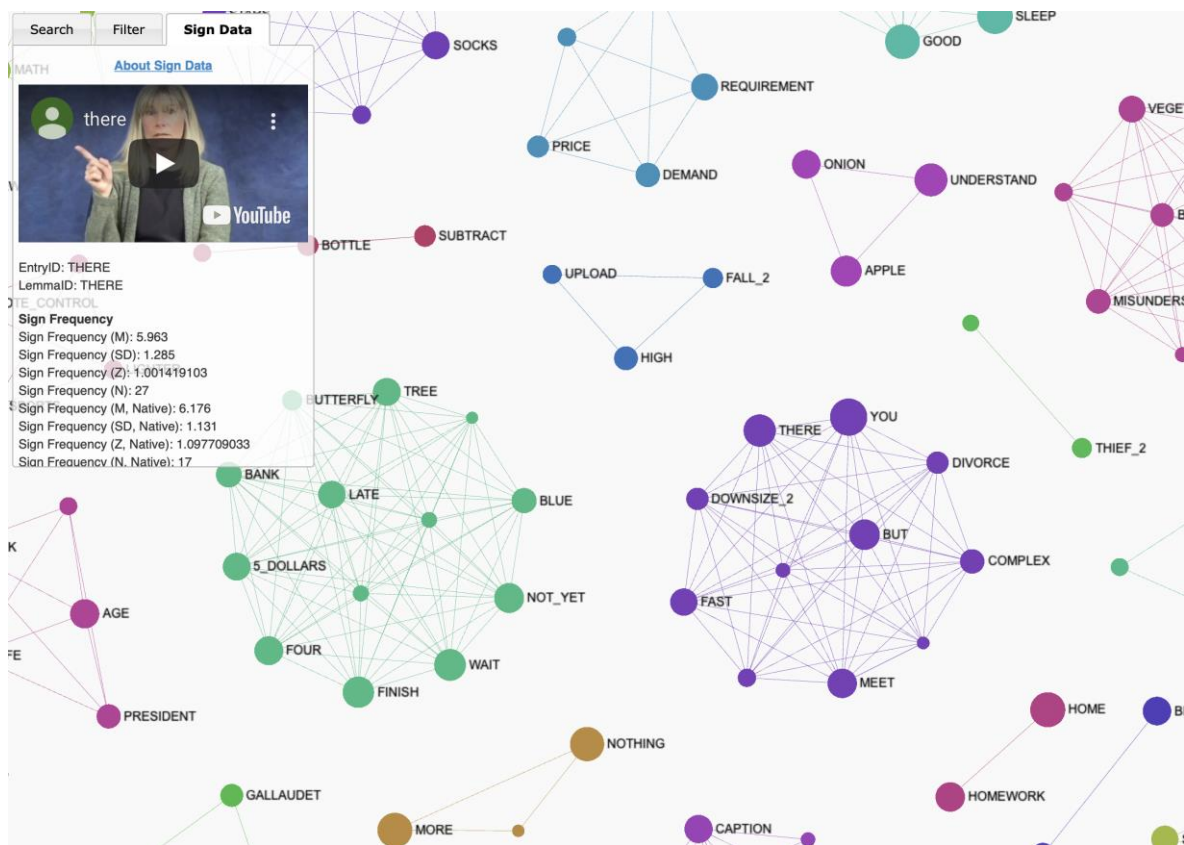 Search
Filter
Sign Data
About Sign Data
there
YouTube
EntryID: THERE
LemmaID: THERE
Sign Frequency
Sign Frequency (M): 5.963
Sign Frequency (SD): 1.285
Sign Frequency (Z): 1.001419103
Sign Frequency (N): 27
Sign Frequency (M, Native): 6.176
Sign Frequency (SD, Native): 1.131
Sign Frequency (Z, Native): 1.097709033
Sign Frequency (N, Native): 17
MATH
SOCKS
REQUIREMENT
PRICE
DEMAND
GOOD
SLEEP
ONION
UNDERSTAND
APPLE
VEGE
MISUNDERS
BOTTLE
SUBTRACT
UPLOAD
FALL_2
HIGH
THIEF_2
BUTTERFLY
TREE
BANK
LATE
BLUE
5_DOLLARS
NOT_YET
FOUR
WAIT
FINISH
THERE
YOU
DIVORCE
DOWNSIZE_2
BUT
COMPLEX
FAST
MEET
AGE
PRESIDENT
GALLAUDET
NOTHING
MORE
CAPTION
HOME
HOMEWORK